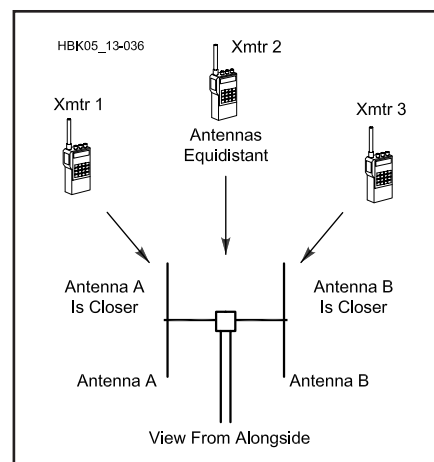 HBK05_13-036
Xmtr 2
Xmtr 1
Xmtr 3
Antennas
Equidistant
Antenna A
Is Closer
Antenna B
Is Closer
Antenna A
Antenna B
View From Alongside